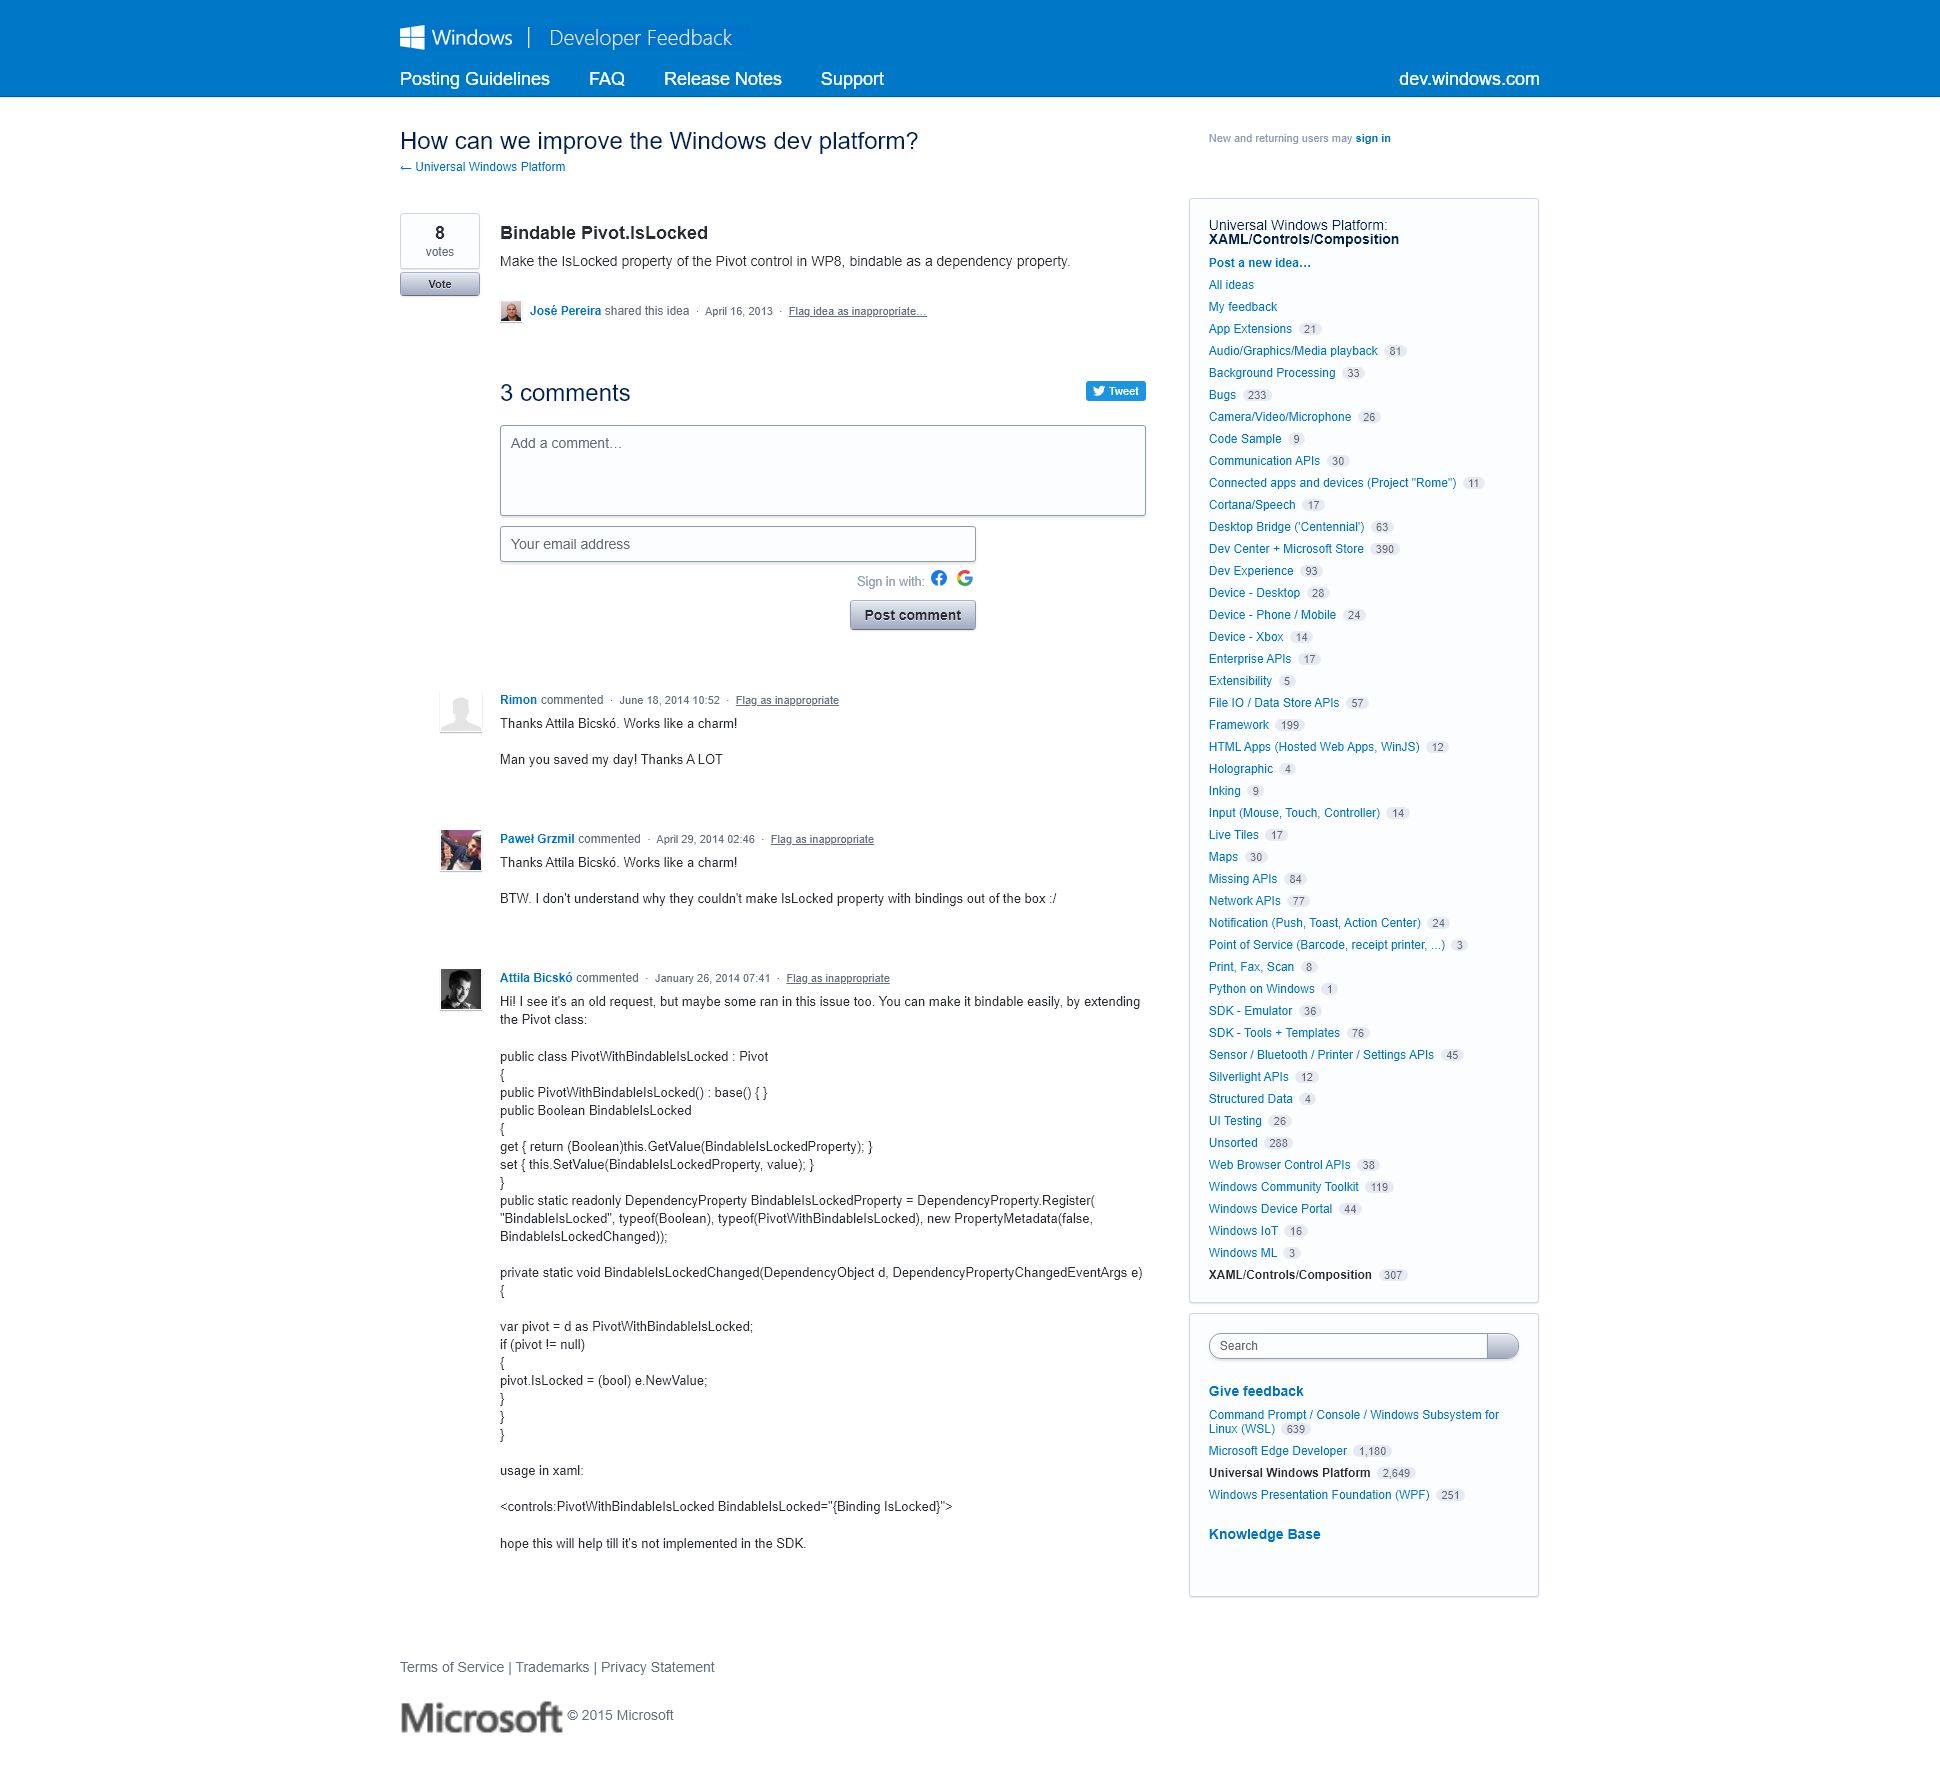 Windows | Developer Feedback
Posting Guidelines FAQ Release Notes Support dev.windows.com
How can we improve the Windows dev platform?
← Universal Windows Platform
New and returning users may sign in
8
votes
Vote
Bindable Pivot.IsLocked
Make the IsLocked property of the Pivot control in WP8, bindable as a dependency property.
José Pereira shared this idea · April 16, 2013 · Flag idea as inappropriate…
3 comments
Tweet
Add a comment…
Your email address
Sign in with:
Post comment
Rimon commented · June 18, 2014 10:52 · Flag as inappropriate
Thanks Attila Bicskó. Works like a charm!
Man you saved my day! Thanks A LOT
Paweł Grzmil commented · April 29, 2014 02:46 · Flag as inappropriate
Thanks Attila Bicskó. Works like a charm!
BTW. I don't understand why they couldn't make IsLocked property with bindings out of the box :/
Attila Bicskó commented · January 26, 2014 07:41 · Flag as inappropriate
Hi! I see it's an old request, but maybe some ran in this issue too. You can make it bindable easily, by extending
the Pivot class:
public class PivotWithBindableIsLocked : Pivot
{
public PivotWithBindableIsLocked() : base() { }
public Boolean BindableIsLocked
{
get { return (Boolean)this.GetValue(BindableIsLockedProperty); }
set { this.SetValue(BindableIsLockedProperty, value); }
}
public static readonly DependencyProperty BindableIsLockedProperty = DependencyProperty.Register(
"BindableIsLocked", typeof(Boolean), typeof(PivotWithBindableIsLocked), new PropertyMetadata(false,
BindableIsLockedChanged));
private static void BindableIsLockedChanged(DependencyObject d, DependencyPropertyChangedEventArgs e)
{
var pivot = d as PivotWithBindableIsLocked;
if (pivot != null)
{
pivot.IsLocked = (bool) e.NewValue;
}
}
}
usage in xaml:
<controls:PivotWithBindableIsLocked BindableIsLocked="{Binding IsLocked}">
hope this will help till it's not implemented in the SDK.
Universal Windows Platform:
XAML/Controls/Composition
Post a new idea…
All ideas
My feedback
App Extensions 21
Audio/Graphics/Media playback 81
Background Processing 33
Bugs 233
Camera/Video/Microphone 26
Code Sample 9
Communication APIs 30
Connected apps and devices (Project "Rome") 11
Cortana/Speech 17
Desktop Bridge ('Centennial') 63
Dev Center + Microsoft Store 390
Dev Experience 93
Device - Desktop 28
Device - Phone / Mobile 24
Device - Xbox 14
Enterprise APIs 17
Extensibility 5
File IO / Data Store APIs 57
Framework 199
HTML Apps (Hosted Web Apps, WinJS) 12
Holographic 4
Inking 9
Input (Mouse, Touch, Controller) 14
Live Tiles 17
Maps 30
Missing APIs 84
Network APIs 77
Notification (Push, Toast, Action Center) 24
Point of Service (Barcode, receipt printer, ...) 3
Print, Fax, Scan 8
Python on Windows 1
SDK - Emulator 36
SDK - Tools + Templates 76
Sensor / Bluetooth / Printer / Settings APIs 45
Silverlight APIs 12
Structured Data 4
UI Testing 26
Unsorted 288
Web Browser Control APIs 38
Windows Community Toolkit 119
Windows Device Portal 44
Windows IoT 16
Windows ML 3
XAML/Controls/Composition 307
Search
Give feedback
Command Prompt / Console / Windows Subsystem for
Linux (WSL) 639
Microsoft Edge Developer 1,180
Universal Windows Platform 2,649
Windows Presentation Foundation (WPF) 251
Knowledge Base
Terms of Service | Trademarks | Privacy Statement
Microsoft © 2015 Microsoft